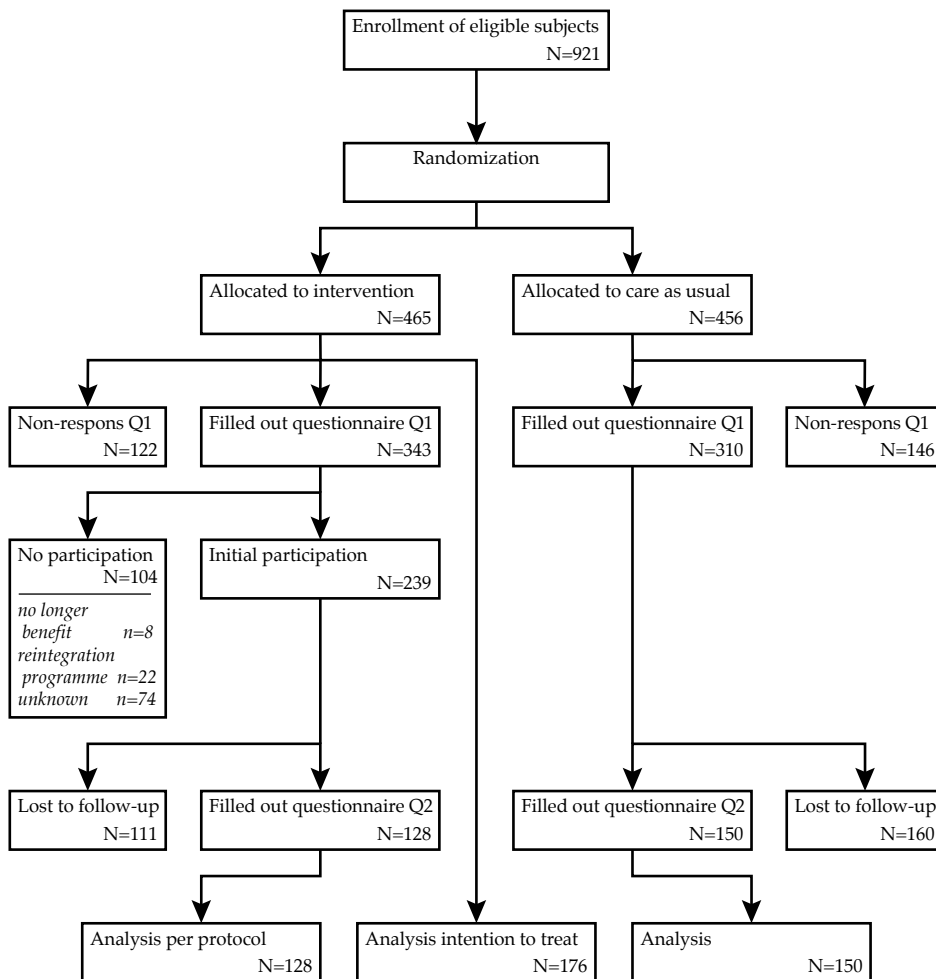 Enrollment of eligible subjects
N=921
Randomization
Allocated to intervention
N=465
Allocated to care as usual
N=456
Non-respons Q1
N=122
Filled out questionnaire Q1
N=343
Filled out questionnaire Q1
N=310
Non-respons Q1
N=146
No participation
N=104
no longer
benefit n=8
reintegration
programme n=22
unknown n=74
Initial participation
N=239
Lost to follow-up
N=111
Filled out questionnaire Q2
N=128
Filled out questionnaire Q2
N=150
Lost to follow-up
N=160
Analysis per protocol
N=128
Analysis intention to treat
N=176
Analysis
N=150